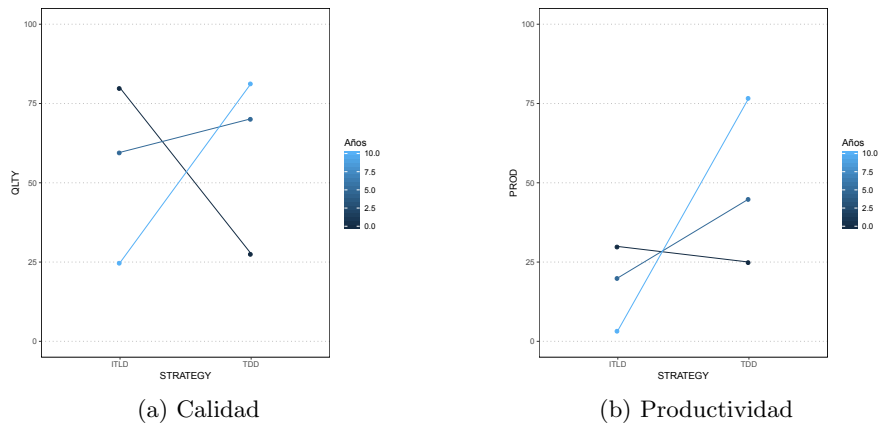 100
75
50
25
0
QLTY
ITLD
TDD
STRATEGY
Años
10.0
7.5
5.0
2.5
0.0
(a) Calidad
100
75
50
25
0
PROD
ITLD
TDD
STRATEGY
Años
10.0
7.5
5.0
2.5
0.0
(b) Productividad